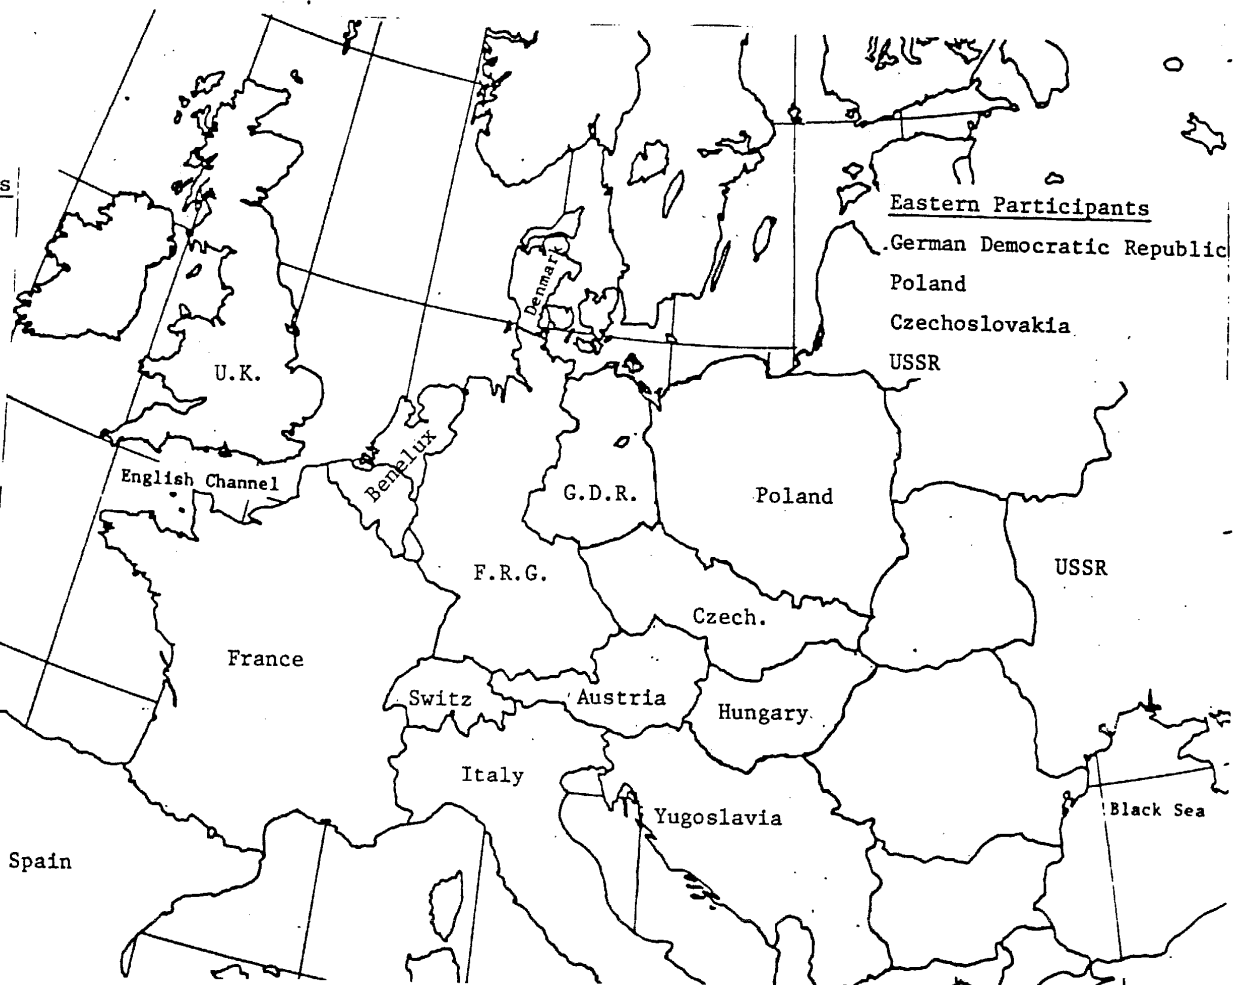 s
Eastern Participants
German Democratic Republic
Poland
Czechoslovakia
USSR
Denmark
U.K.
Benelux
English Channel
G.D.R.
Poland
F.R.G.
USSR
Czech.
France
Switz
Austria
Hungary
Italy
Yugoslavia
Black Sea
Spain